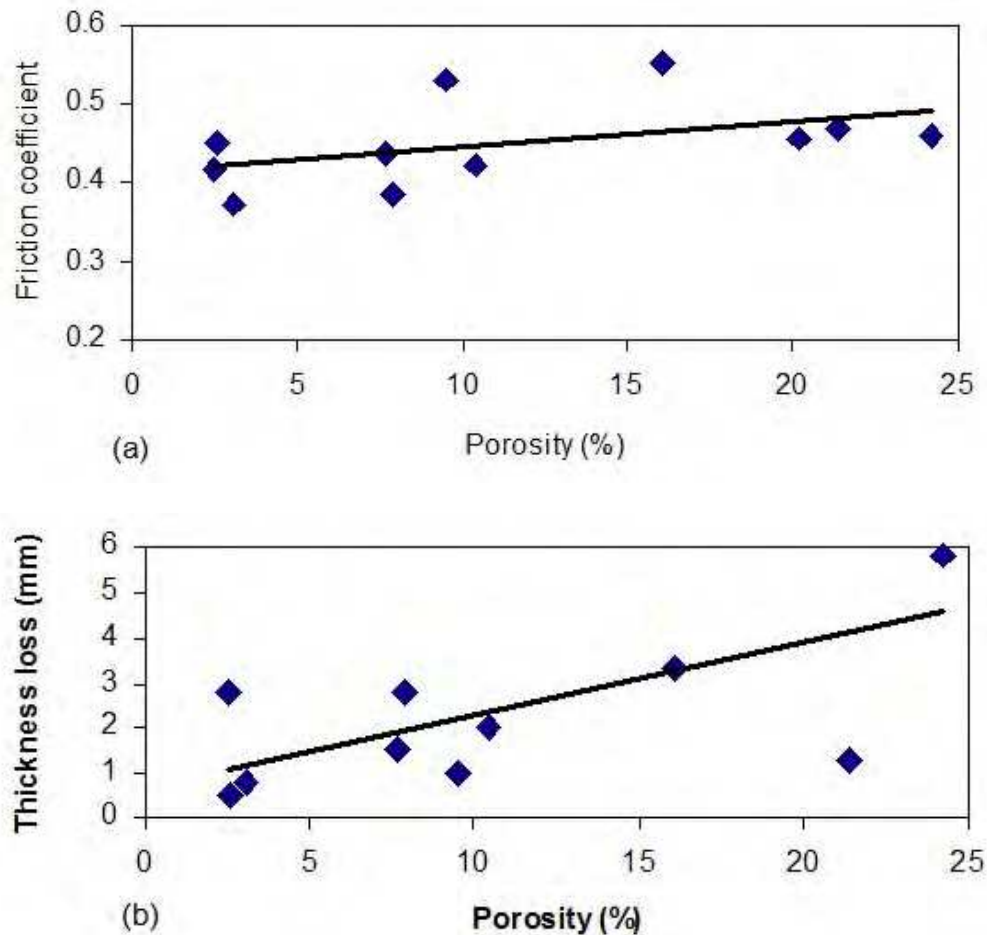 0.6
0.5
0.4
0.3
0.2
Friction coefficient
0 5 10 15 20 25
(a) Porosity (%)
6
5
4
3
2
1
0
Thickness loss (mm)
0 5 10 15 20 25
(b) Porosity (%)